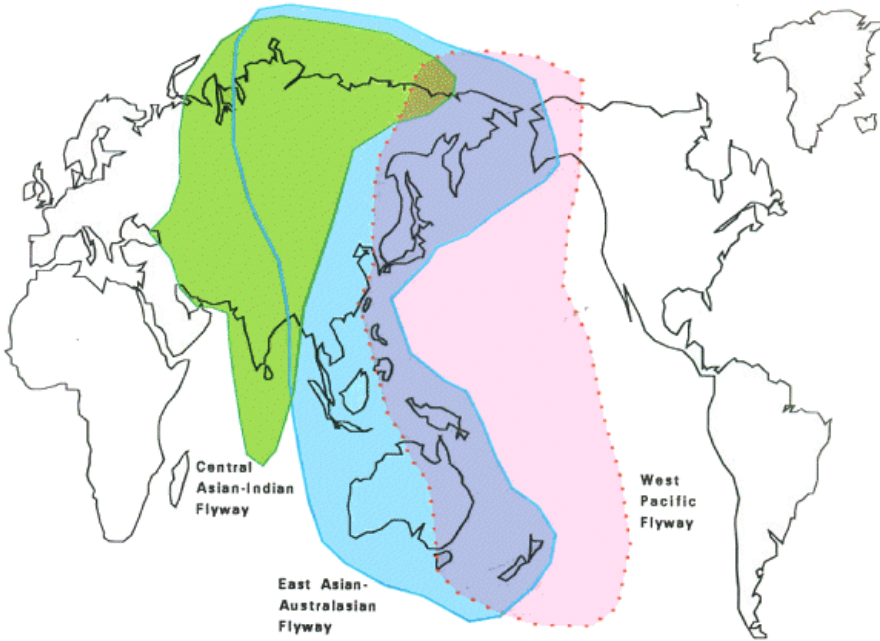 Central
Asian-Indian
Flyway
West
Pacific
Flyway
East Asian-
Australasian
Flyway